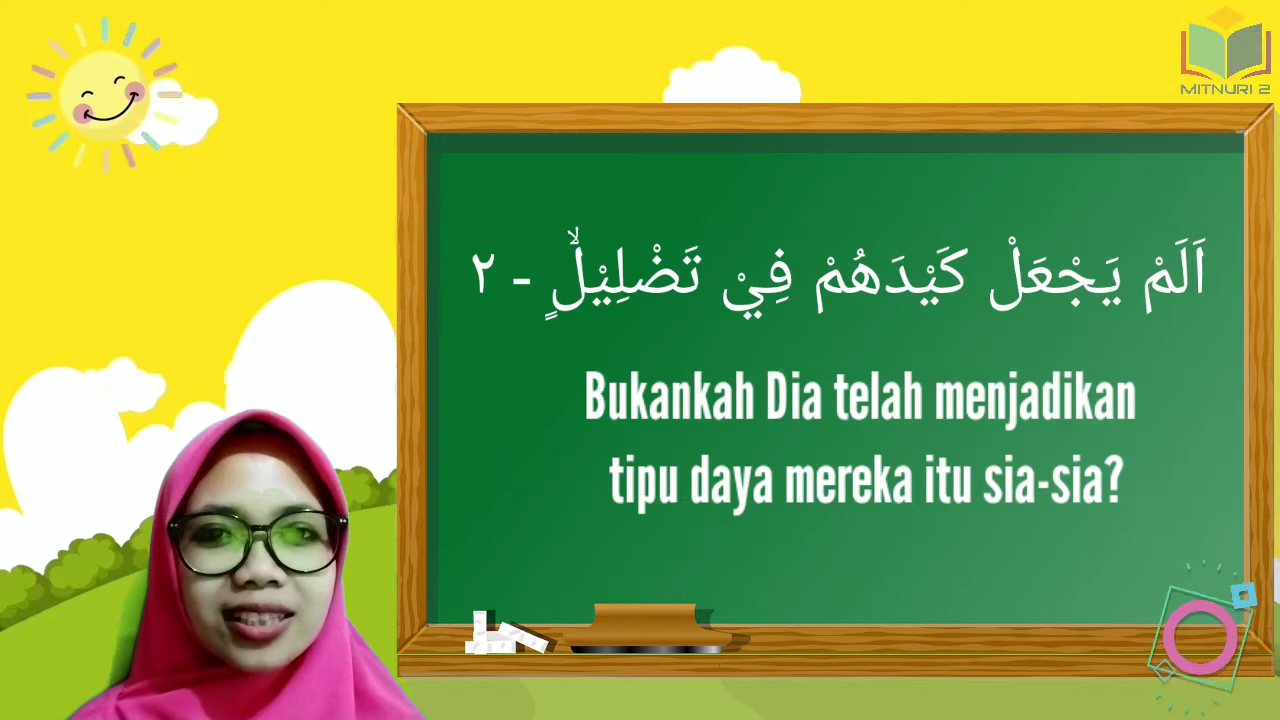 MITNURI 2
اَلَمْ يَجْعَلْ كَيْدَهُمْ فِيْ تَضْلِيْلٍۙ - ٢
Bukankah Dia telah menjadikan
tipu daya mereka itu sia-sia?